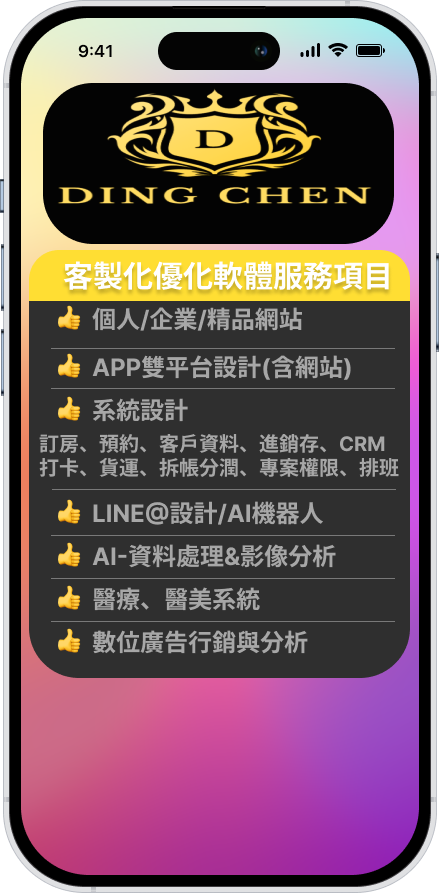 9:41
D
DING CHEN
客製化優化軟體服務項目
👍 個人/企業/精品網站
👍 APP雙平台設計(含網站)
👍 系統設計
訂房、預約、客戶資料、進銷存、CRM
打卡、貨運、拆帳分潤、專案權限、排班
👍 LINE@設計/AI機器人
👍 AI-資料處理&影像分析
👍 醫療、醫美系統
👍 數位廣告行銷與分析